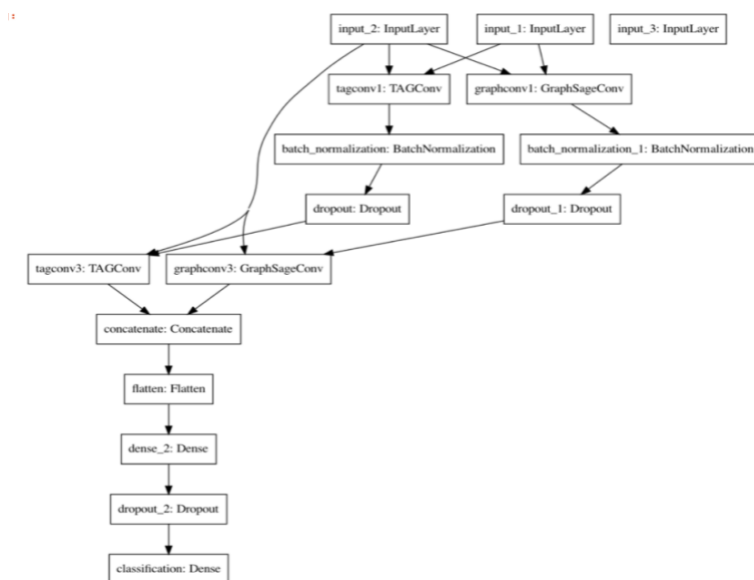 input_2: InputLayer
input_1: InputLayer
input_3: InputLayer
tagconv1: TAGConv
graphconv1: GraphSageConv
batch_normalization: BatchNormalization
batch_normalization_1: BatchNormalization
dropout: Dropout
dropout_1: Dropout
tagconv3: TAGConv
graphconv3: GraphSageConv
concatenate: Concatenate
flatten: Flatten
dense_2: Dense
dropout_2: Dropout
classification: Dense